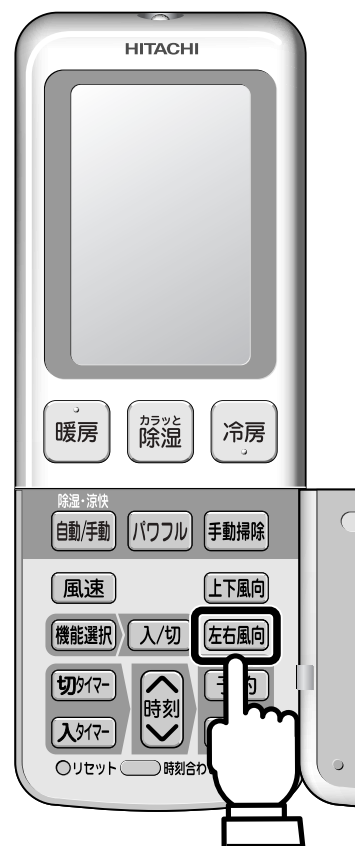 HITACHI
暖房
カラッと
除湿
冷房
除湿・涼快
自動/手動 パワフル 手動掃除
風速 上下風向
機能選択 入/切 左右風向
切タイマー
時刻
入タイマー
リセット 時刻合わ